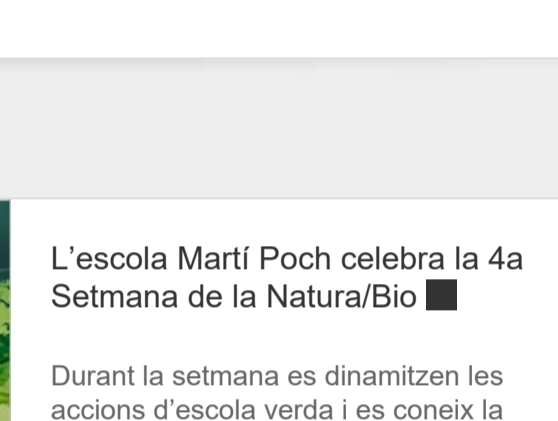 L’escola Martí Poch celebra la 4a
Setmana de la Natura/Bio
Durant la setmana es dinamitzen les
accions d’escola verda i es coneix la